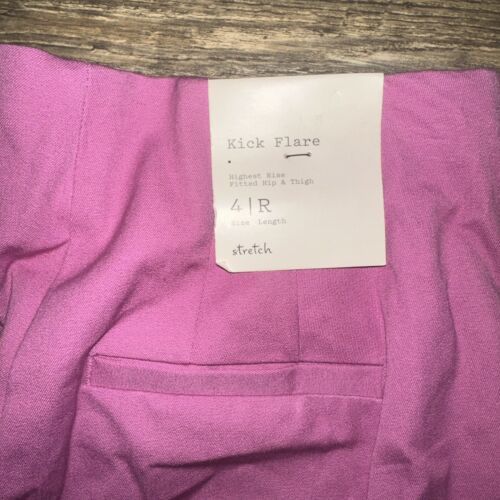 Kick Flare
Highest Rise
Fitted Hip & Thigh
4|R
Size Length
stretch